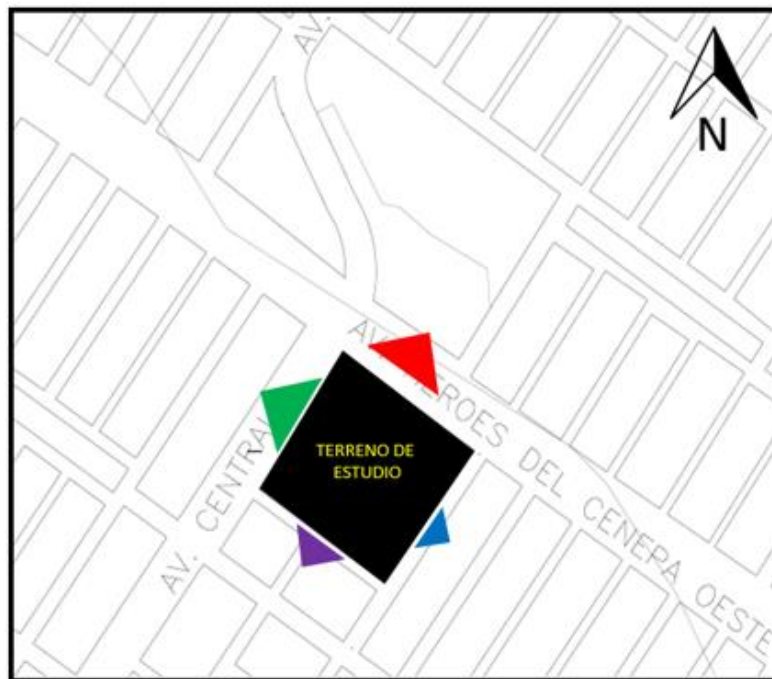 AV.
N
AV. HEROES DEL CENEPA OESTE
TERRENO DE
ESTUDIO
AV. CENTRAL